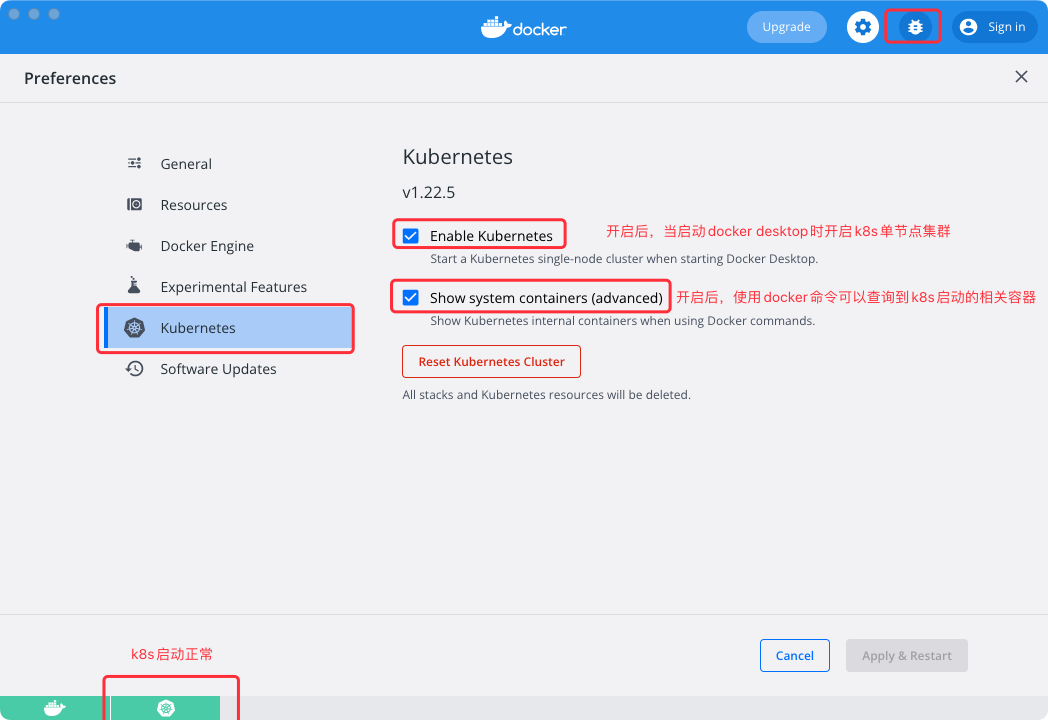 docker
Upgrade
Sign in
Preferences
General
Resources
Docker Engine
Experimental Features
Kubernetes
Software Updates
Kubernetes
v1.22.5
Enable Kubernetes
开启后，当启动docker desktop时开启k8s单节点集群
Start a Kubernetes single-node cluster when starting Docker Desktop.
Show system containers (advanced)
开启后，使用docker命令可以查询到k8s启动的相关容器
Show Kubernetes internal containers when using Docker commands.
Reset Kubernetes Cluster
All stacks and Kubernetes resources will be deleted.
k8s启动正常
Cancel
Apply & Restart